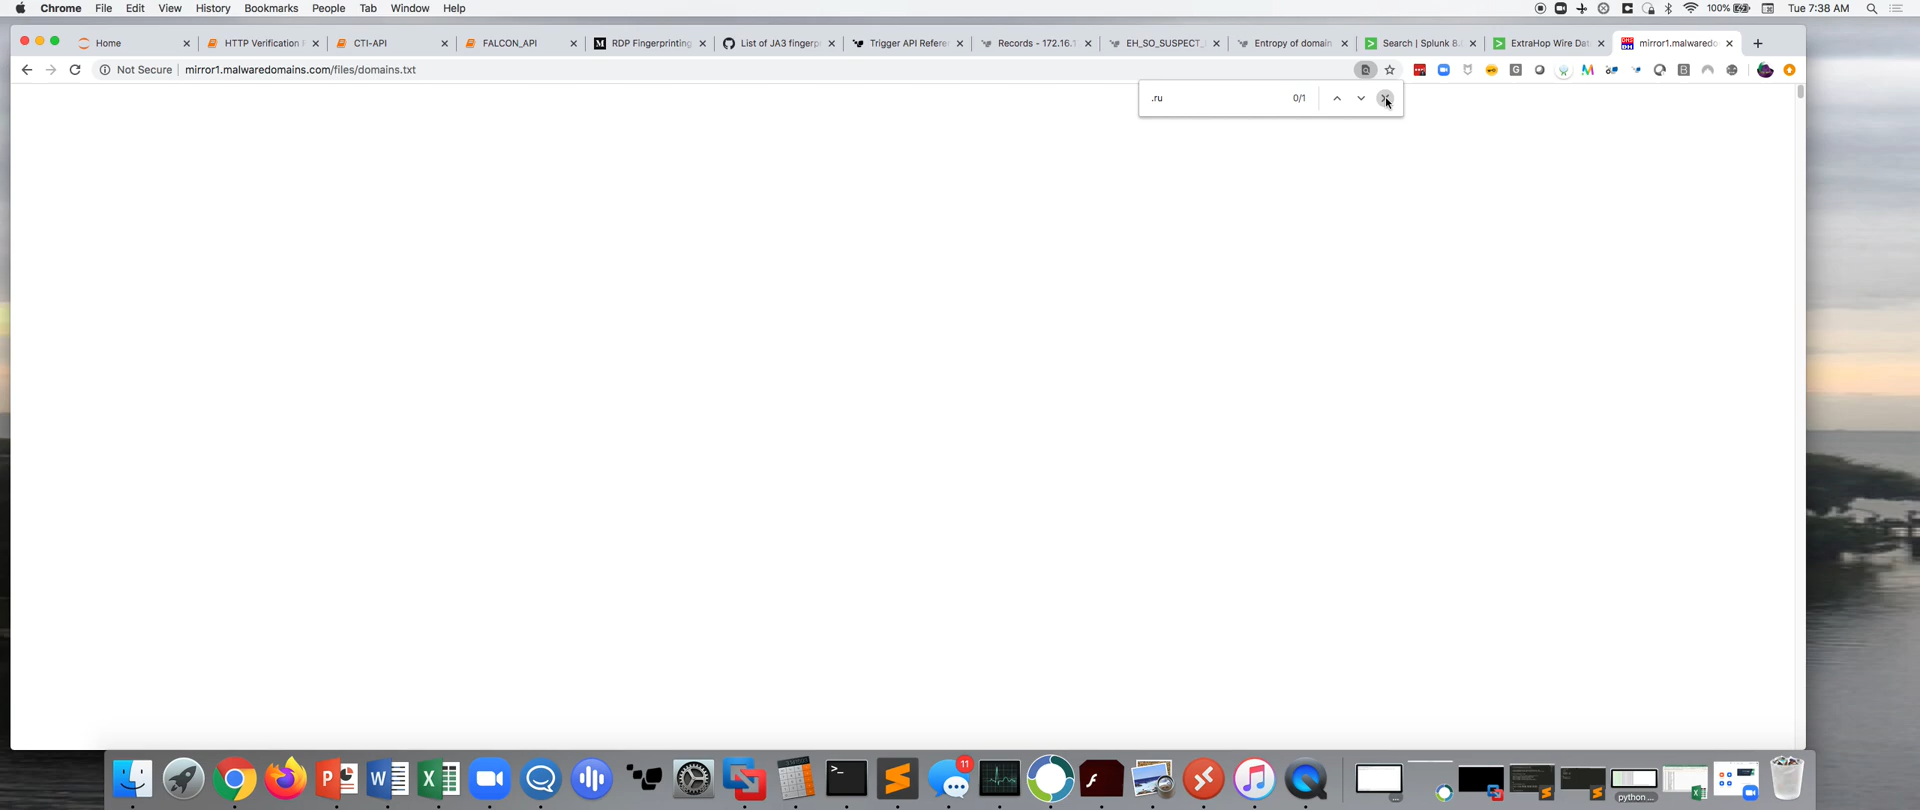 Chrome File Edit View History Bookmarks People Tab Window Help 100% Tue 7:38 AM
Home HTTP Verification CTI-API FALCON_API RDP Fingerprinting List of JA3 fingerp Trigger API Refere Records - 172.16.1 EH_SO_SUSPECT_ Entropy of domain Search | Splunk 8. ExtraHop Wire Dat mirror1.malwaredo
Not Secure mirror1.malwaredomains.com/files/domains.txt
.ru 0/1
11
python ...